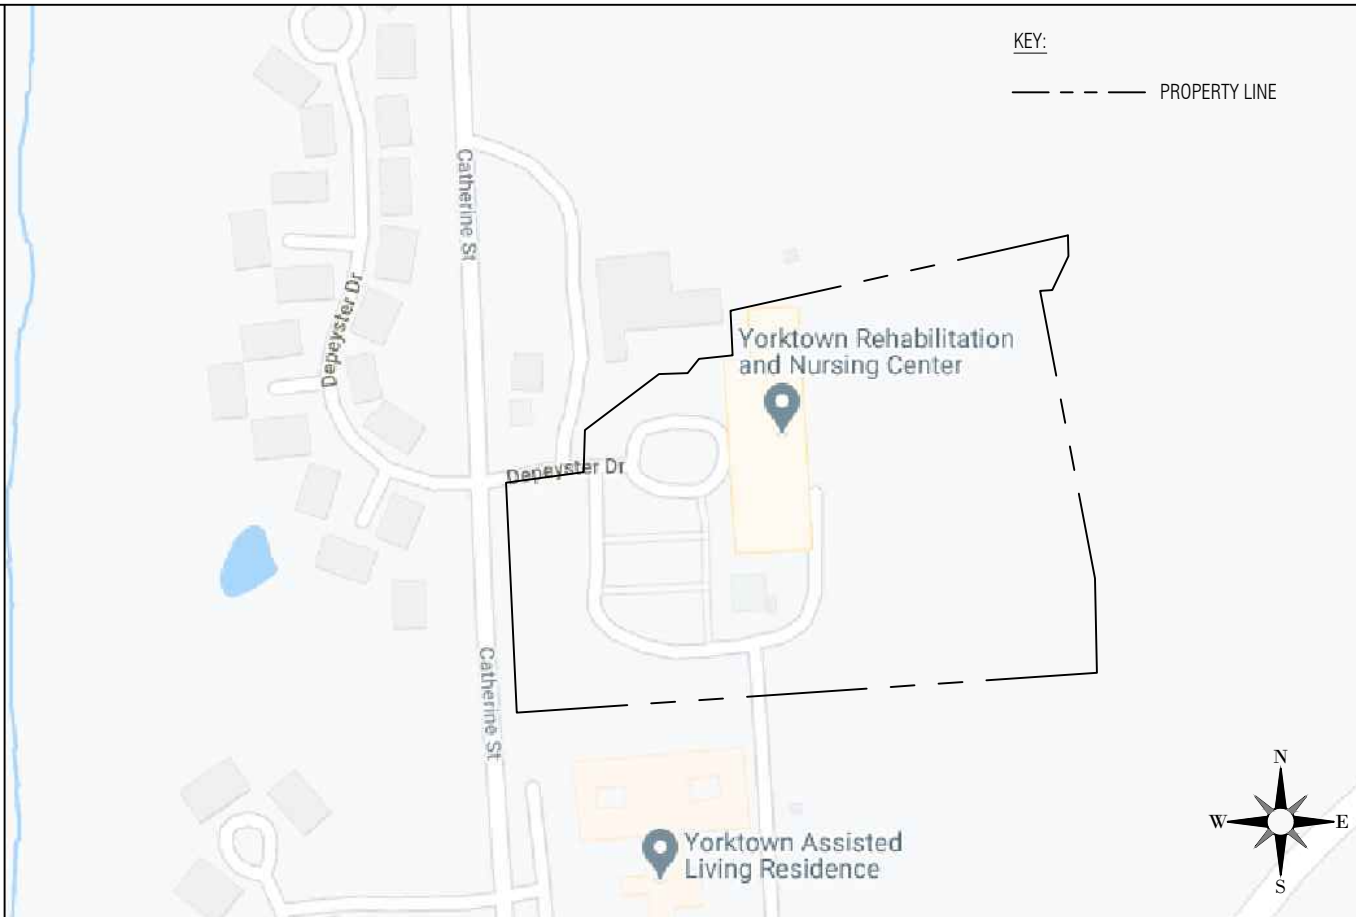 KEY:
PROPERTY LINE
Catherine St
Depeyster Dr
Yorktown Rehabilitation
and Nursing Center
Depeyster Dr
Catherine St
Yorktown Assisted
Living Residence
N
W
E
S